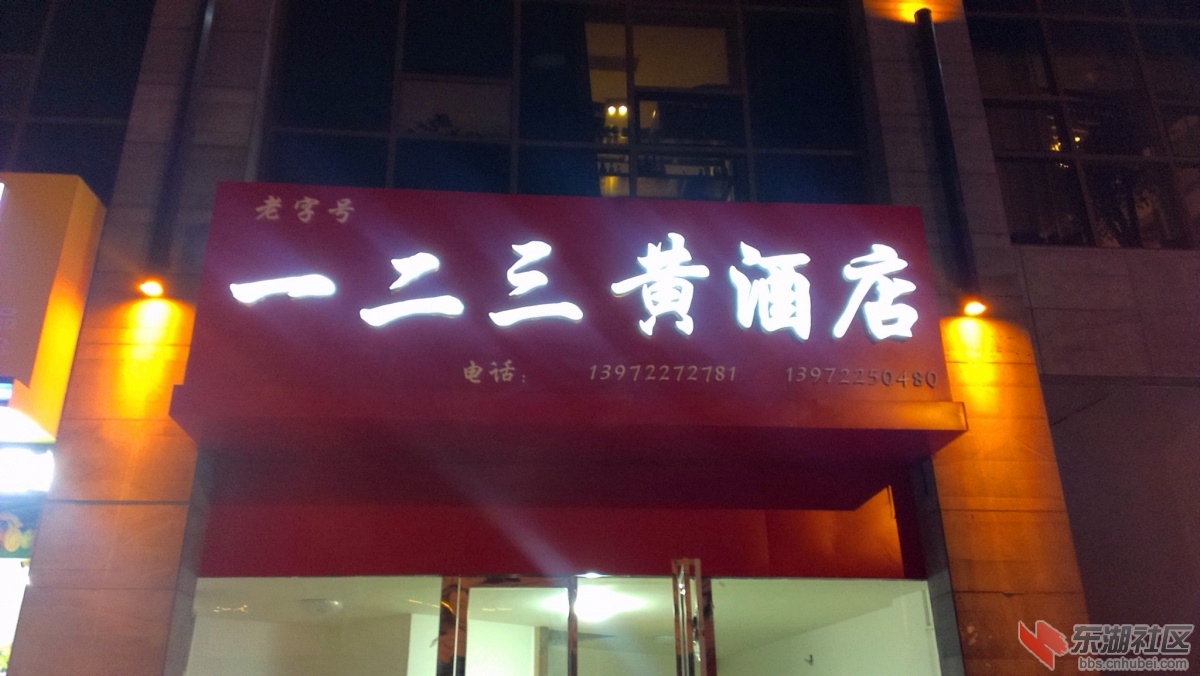 老字号
一二三黄酒店
电话： 13972272781 13972250480
东湖社区
bbs.cnhubei.com